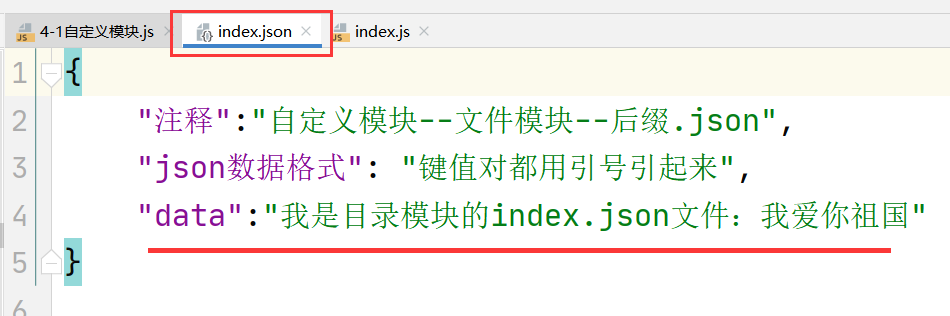 4-1自定义模块.js
index.json
index.js
1 {
2 "注释":"自定义模块--文件模块--后缀.json",
3 "json数据格式": "键值对都用引号引起来",
4 "data":"我是目录模块的index.json文件：我爱你祖国"
5 }
6